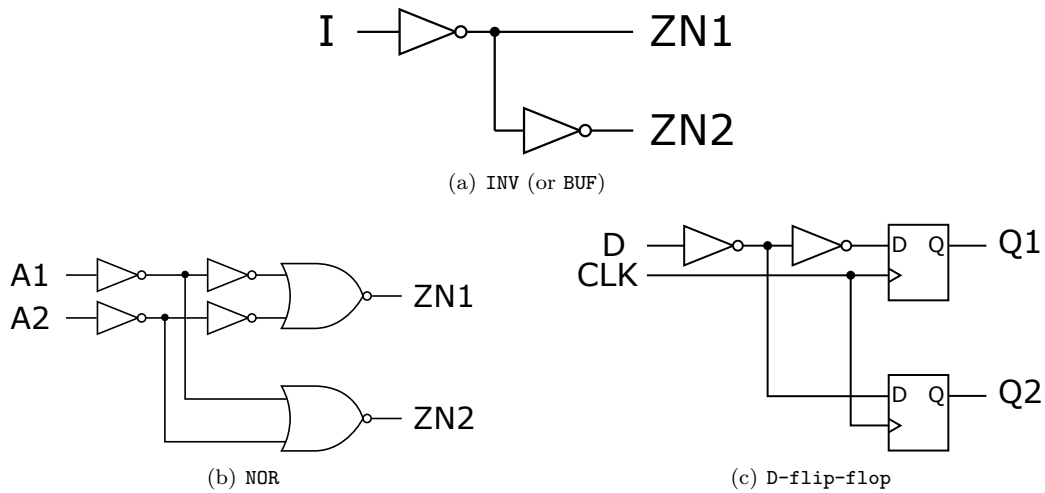 I
ZN1
ZN2
(a) INV (or BUF)
A1
A2
ZN1
ZN2
(b) NOR
D
CLK
D Q
Q1
D Q
Q2
(c) D-flip-flop